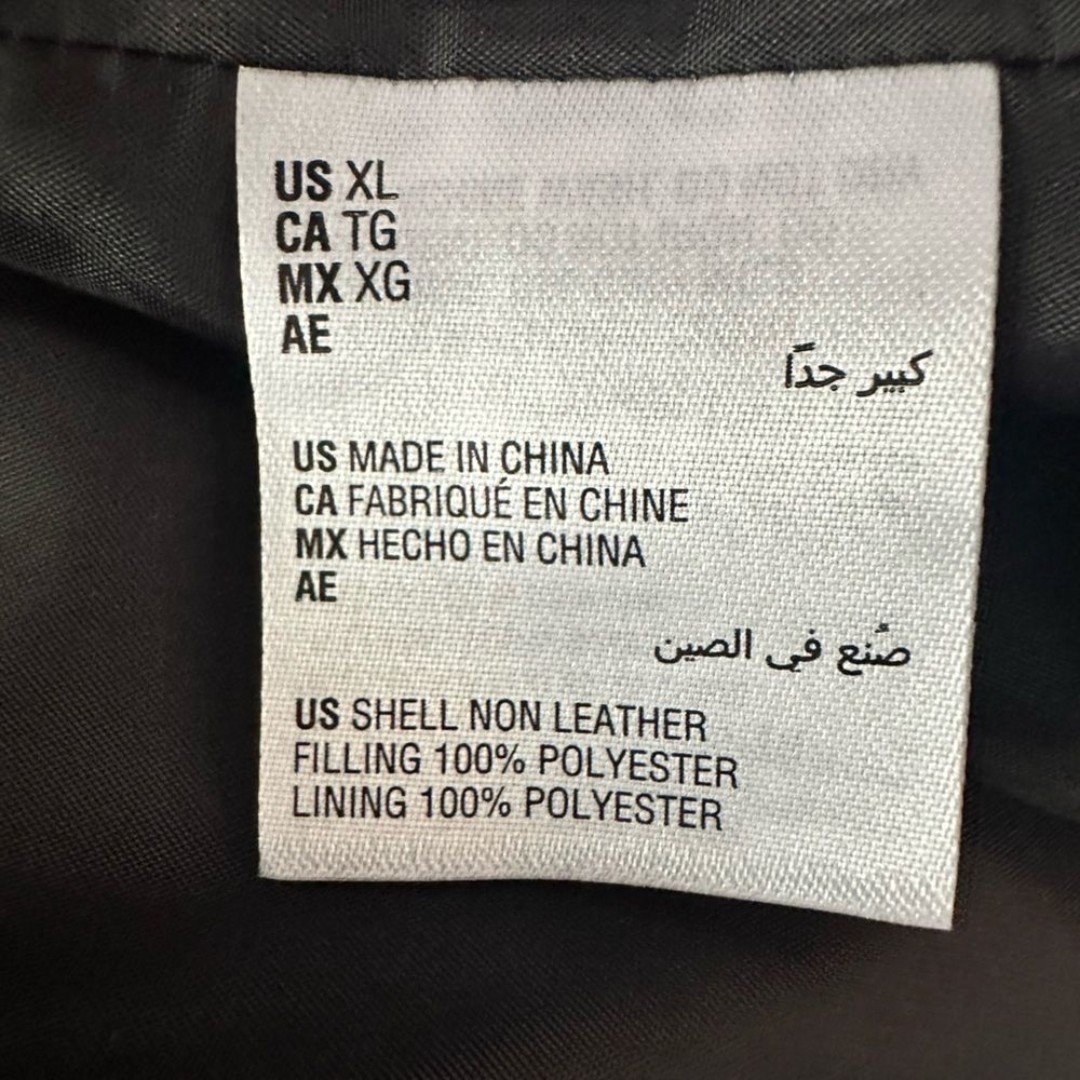 US XL
CA TG
MX XG
AE
كبير جداً
US MADE IN CHINA
CA FABRIQUÉ EN CHINE
MX HECHO EN CHINA
AE
صُنع في الصين
US SHELL NON LEATHER
FILLING 100% POLYESTER
LINING 100% POLYESTER